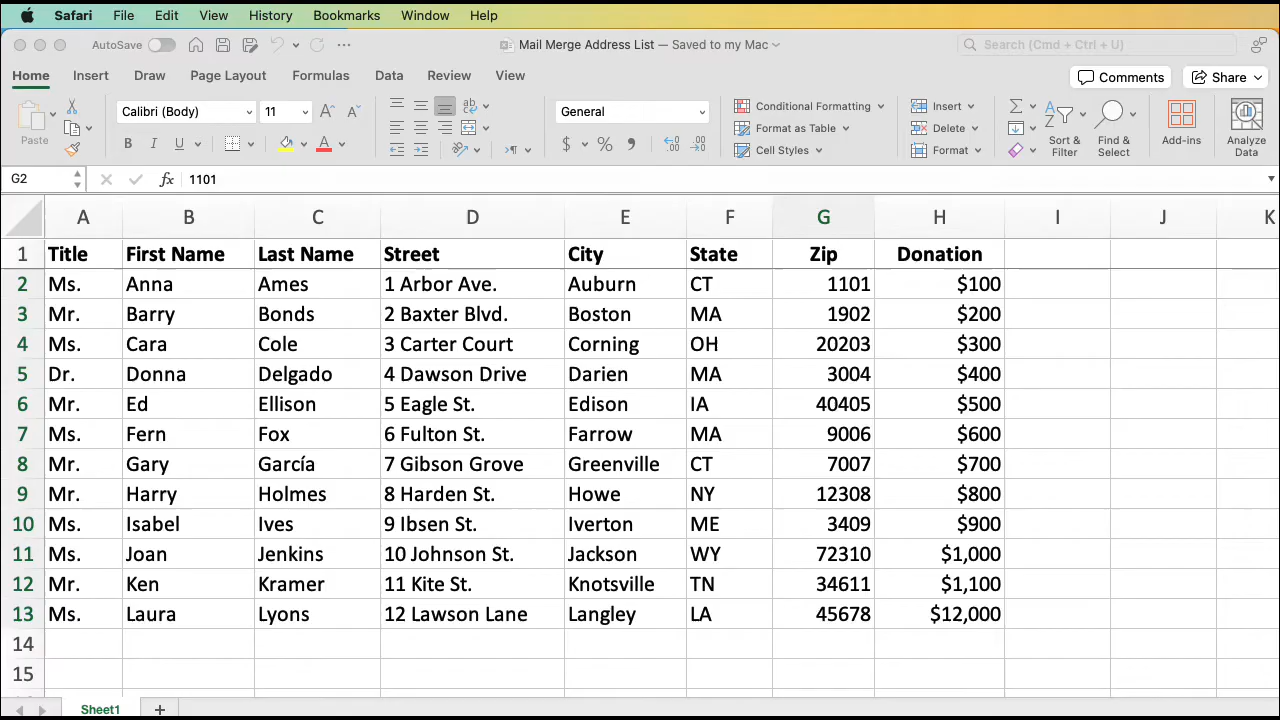 Safari File Edit View History Bookmarks Window Help
AutoSave Mail Merge Address List — Saved to my Mac Search (Cmd + Ctrl + U)
Home Insert Draw Page Layout Formulas Data Review View Comments Share
Paste Calibri (Body) 11 A A ab General Conditional Formatting Insert
Format as Table Delete Sort & Filter Find & Select Add-ins Analyze Data
B I U A $ % Cell Styles Format
G2 fx 1101
A B C D E F G H I J K
1 Title First Name Last Name Street City State Zip Donation
2 Ms. Anna Ames 1 Arbor Ave. Auburn CT 1101 $100
3 Mr. Barry Bonds 2 Baxter Blvd. Boston MA 1902 $200
4 Ms. Cara Cole 3 Carter Court Corning OH 20203 $300
5 Dr. Donna Delgado 4 Dawson Drive Darien MA 3004 $400
6 Mr. Ed Ellison 5 Eagle St. Edison IA 40405 $500
7 Ms. Fern Fox 6 Fulton St. Farrow MA 9006 $600
8 Mr. Gary García 7 Gibson Grove Greenville CT 7007 $700
9 Mr. Harry Holmes 8 Harden St. Howe NY 12308 $800
10 Ms. Isabel Ives 9 Ibsen St. Iverton ME 3409 $900
11 Ms. Joan Jenkins 10 Johnson St. Jackson WY 72310 $1,000
12 Mr. Ken Kramer 11 Kite St. Knotsville TN 34611 $1,100
13 Ms. Laura Lyons 12 Lawson Lane Langley LA 45678 $12,000
14
15
Sheet1 +